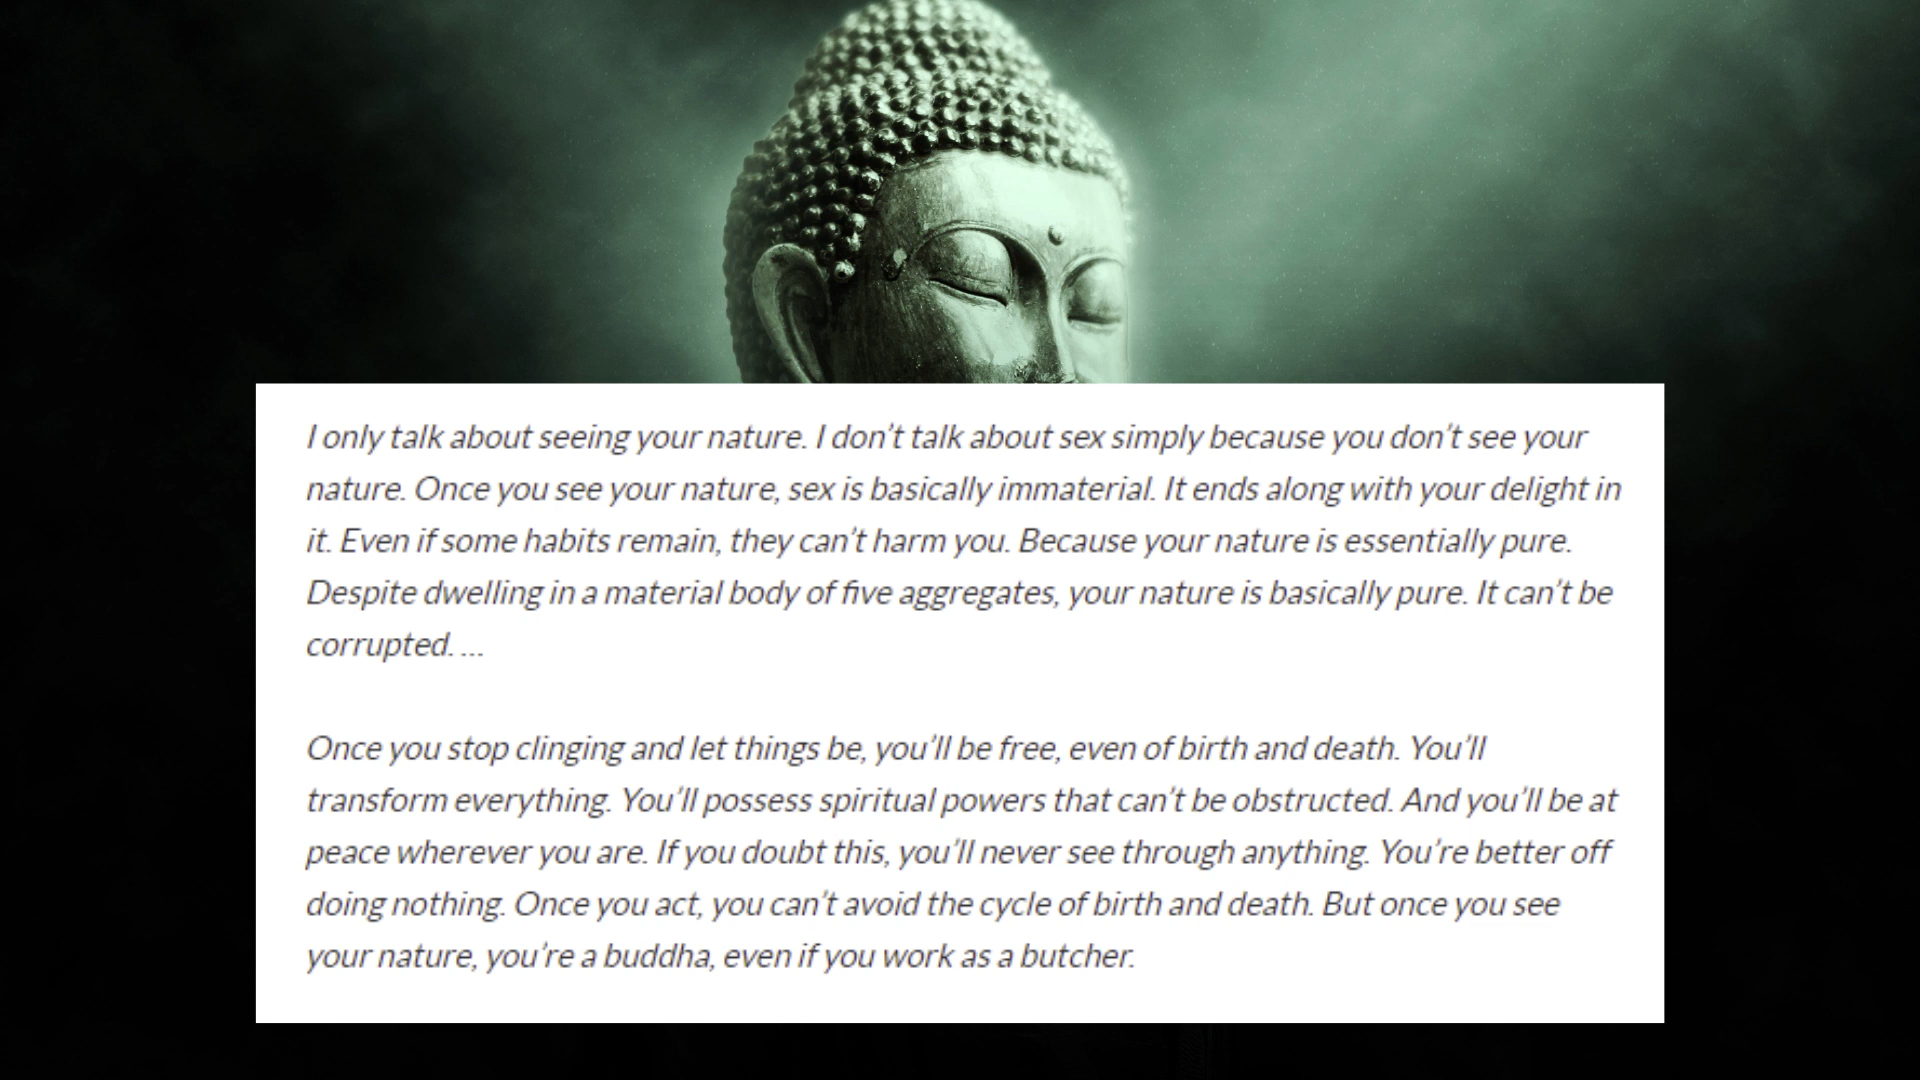 I only talk about seeing your nature. I don’t talk about sex simply because you don’t see your
nature. Once you see your nature, sex is basically immaterial. It ends along with your delight in
it. Even if some habits remain, they can’t harm you. Because your nature is essentially pure.
Despite dwelling in a material body of five aggregates, your nature is basically pure. It can’t be
corrupted. …
Once you stop clinging and let things be, you’ll be free, even of birth and death. You’ll
transform everything. You’ll possess spiritual powers that can’t be obstructed. And you’ll be at
peace wherever you are. If you doubt this, you’ll never see through anything. You’re better off
doing nothing. Once you act, you can’t avoid the cycle of birth and death. But once you see
your nature, you’re a buddha, even if you work as a butcher.